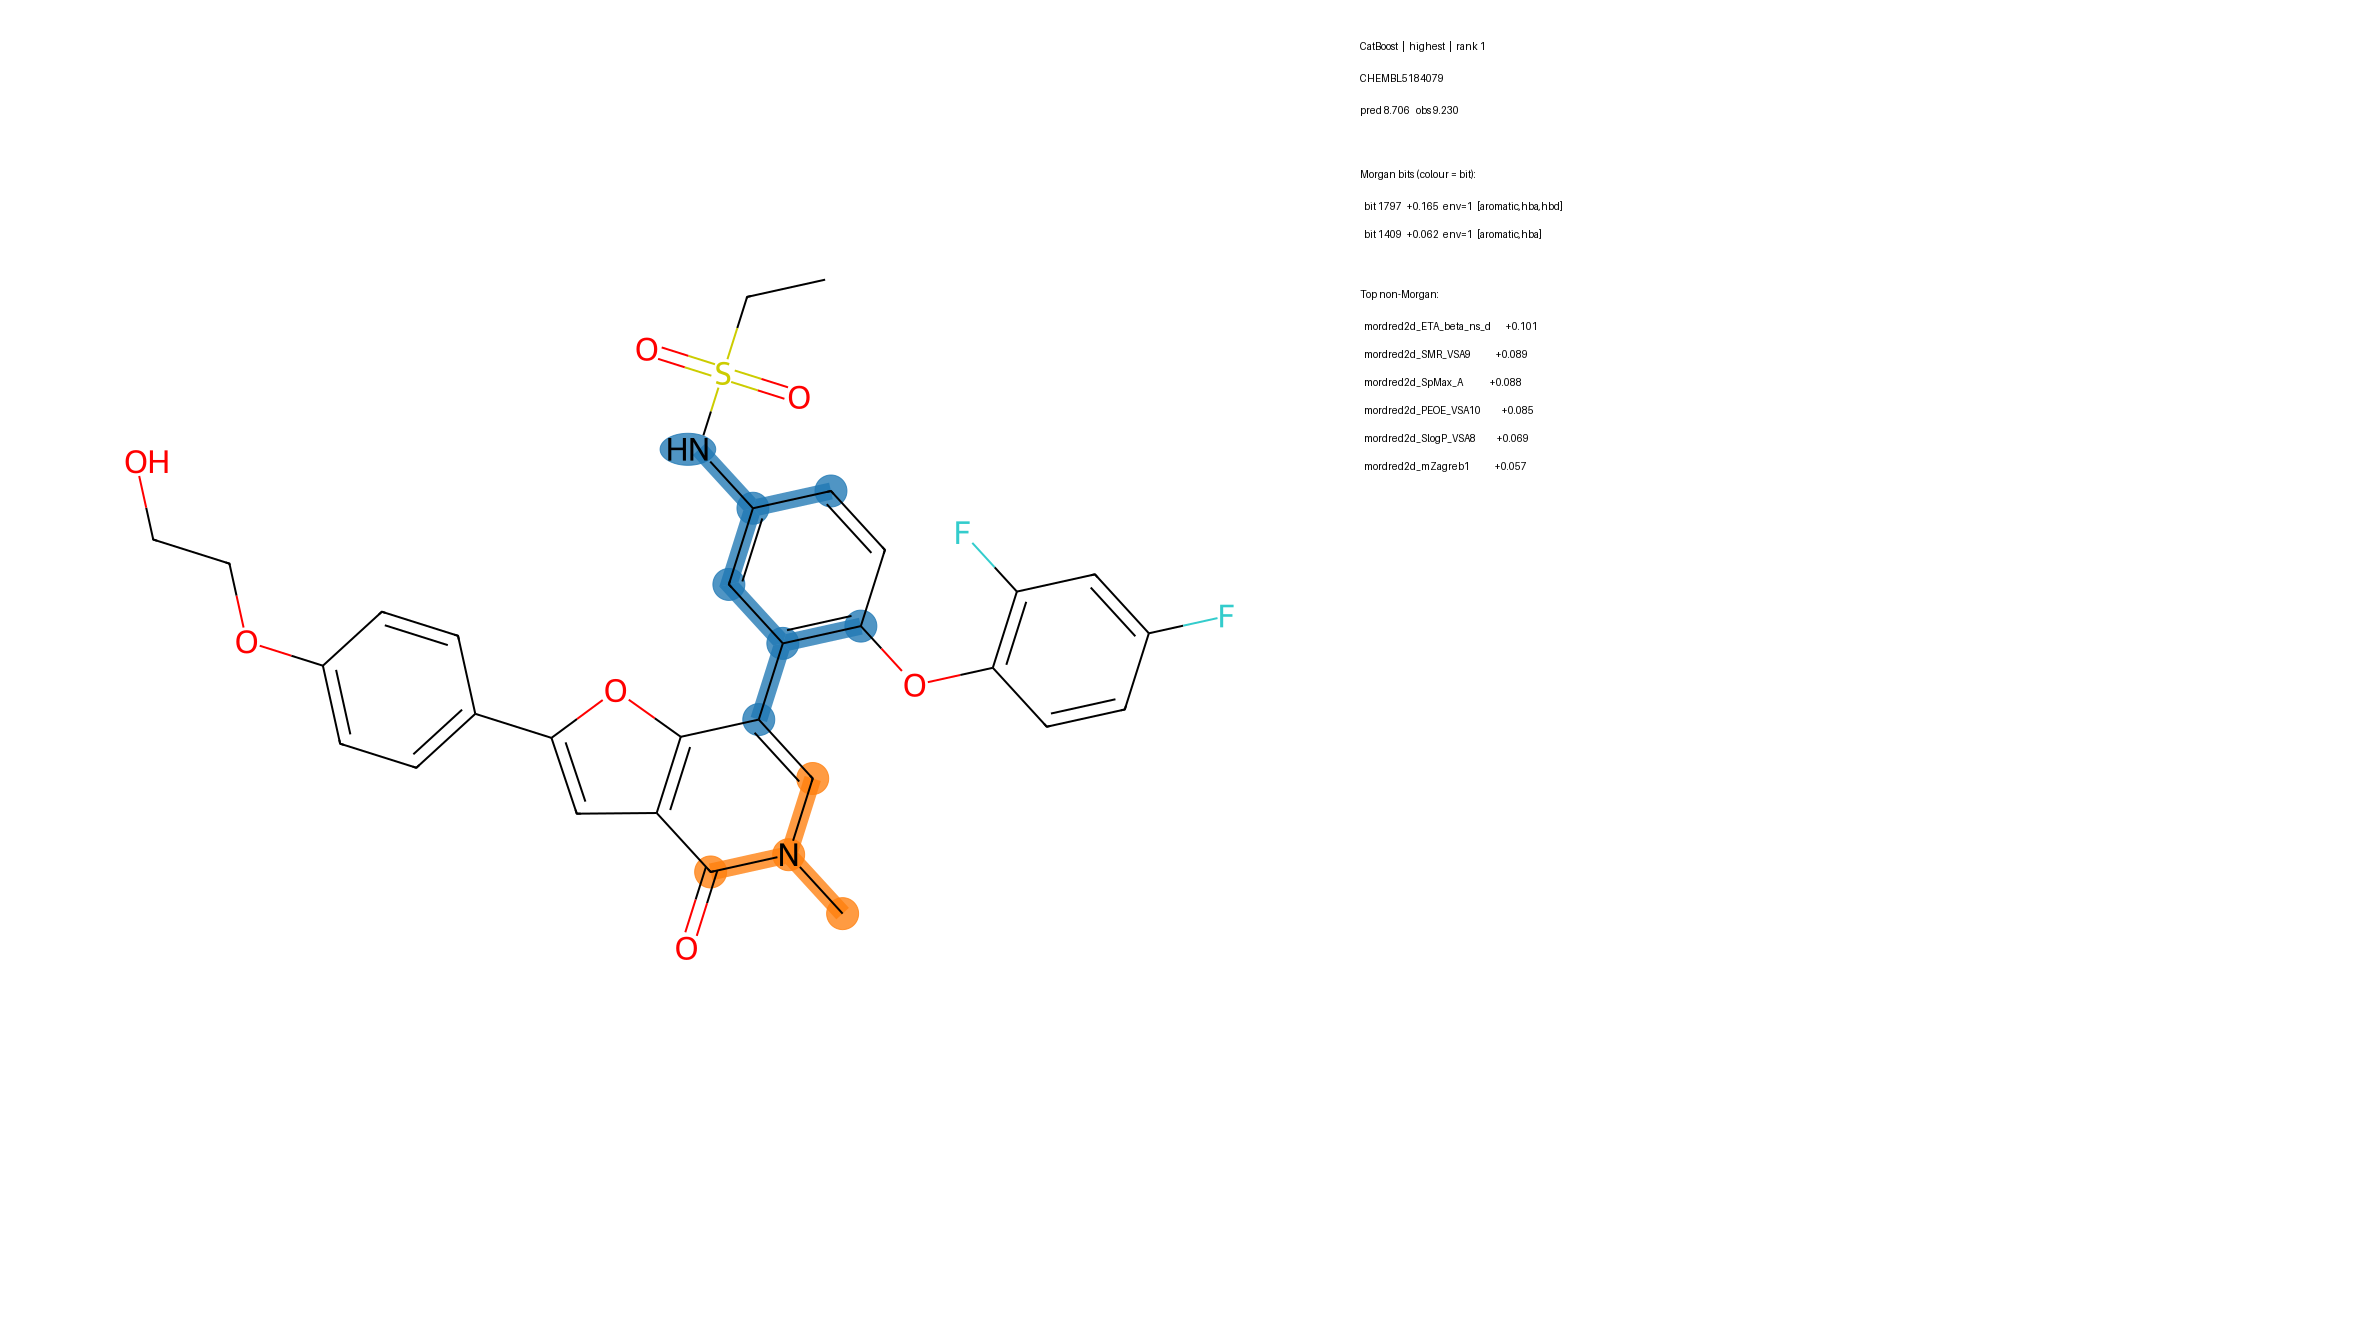 CatBoost | highest | rank 1
CHEMBL5184079
pred 8.706 obs 9.230
Morgan bits (colour = bit):
bit 1797 +0.165 env=1 [aromatic,hba,hbd]
bit 1409 +0.062 env=1 [aromatic,hba]
Top non-Morgan:
mordred2d_ETA_beta_ns_d +0.101
mordred2d_SMR_VSA9 +0.089
mordred2d_SpMax_A +0.088
mordred2d_PEOE_VSA10 +0.085
mordred2d_SlogP_VSA8 +0.069
mordred2d_mZagreb1 +0.057
O
S
O
HN
OH
F
F
O
O
O
N
O